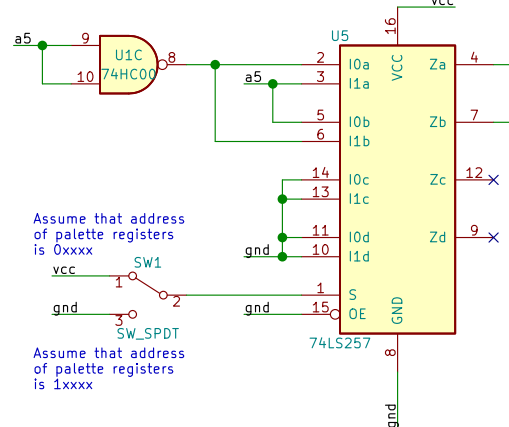 vcc
U5
16
VCC
a5
9
10
U1C
74HC00
8
2
I0a
Za
4
a5
3
I1a
5
I0b
Zb
7
6
I1b
14
I0c
Zc
12
13
I1c
11
I0d
Zd
9
gnd
10
I1d
Assume that address
of palette registers
is 0xxxx
SW1
vcc
1
2
1
S
gnd
3
gnd
15
OE
GND
SW_SPDT
74LS257
8
Assume that address
of palette registers
is 1xxxx
gnd